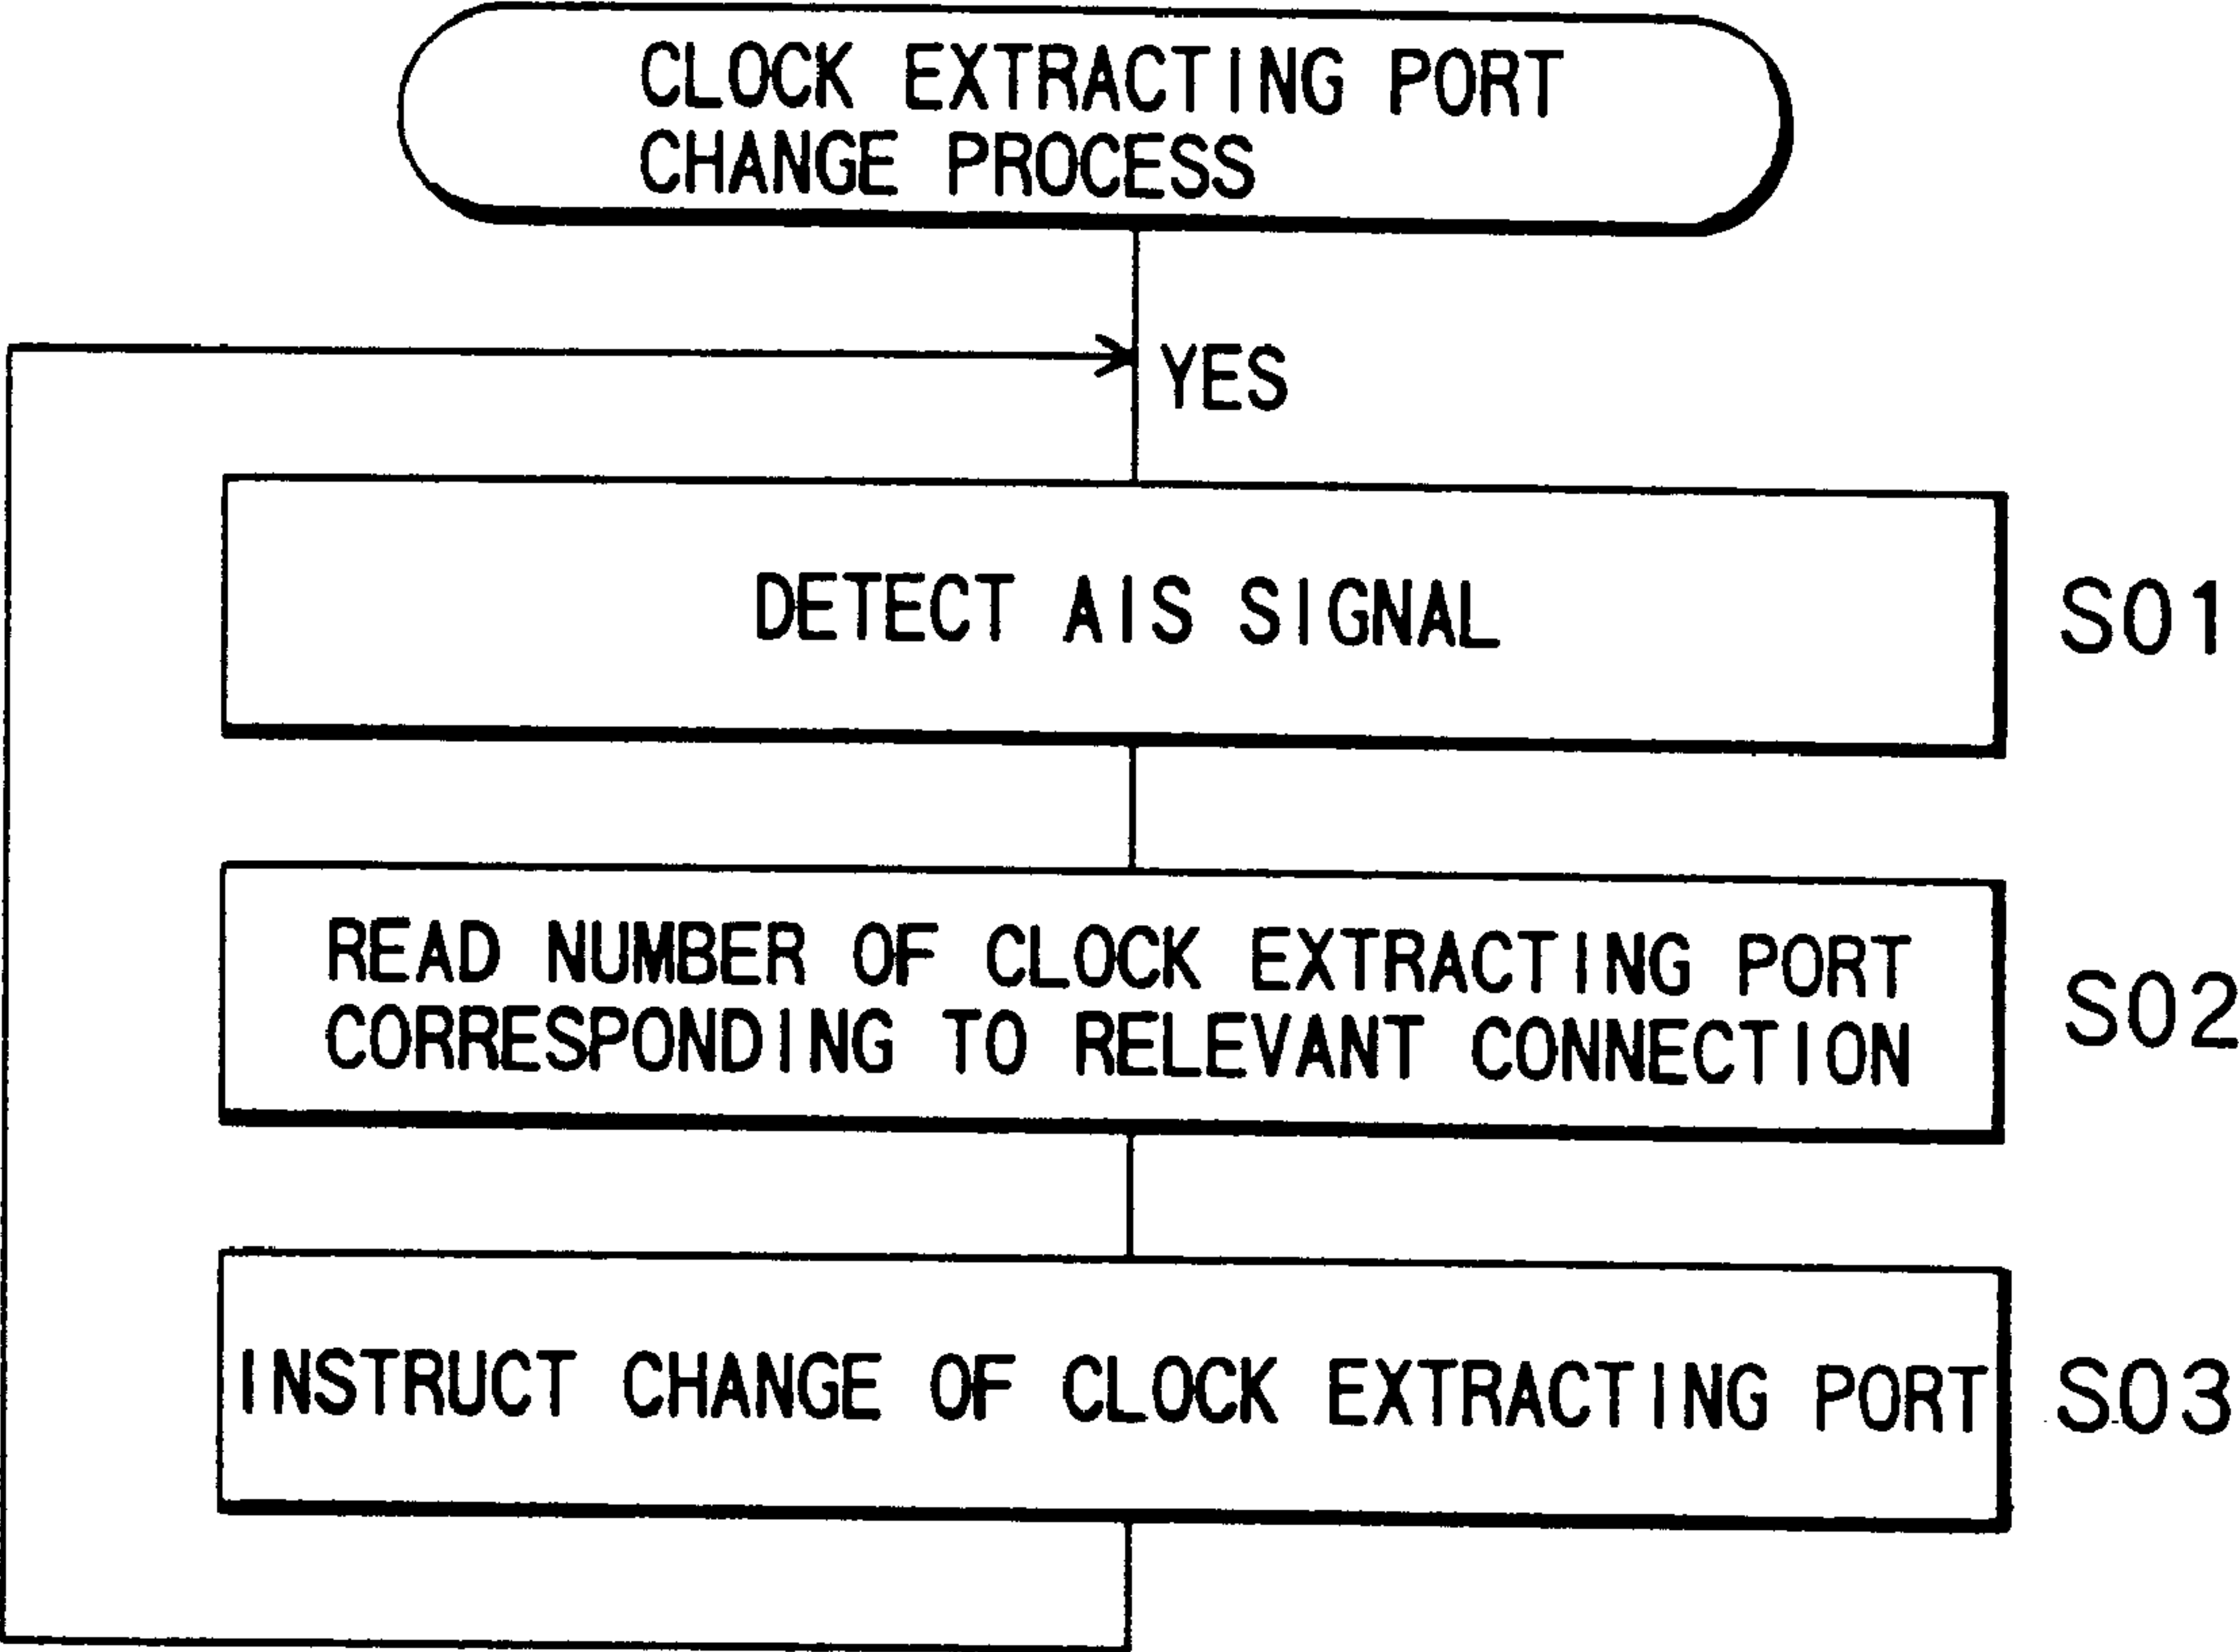 CLOCK EXTRACTING PORT
CHANGE PROCESS
YES
DETECT AIS SIGNAL
S01
READ NUMBER OF CLOCK EXTRACTING PORT
CORRESPONDING TO RELEVANT CONNECTION
S02
INSTRUCT CHANGE OF CLOCK EXTRACTING PORT
S03